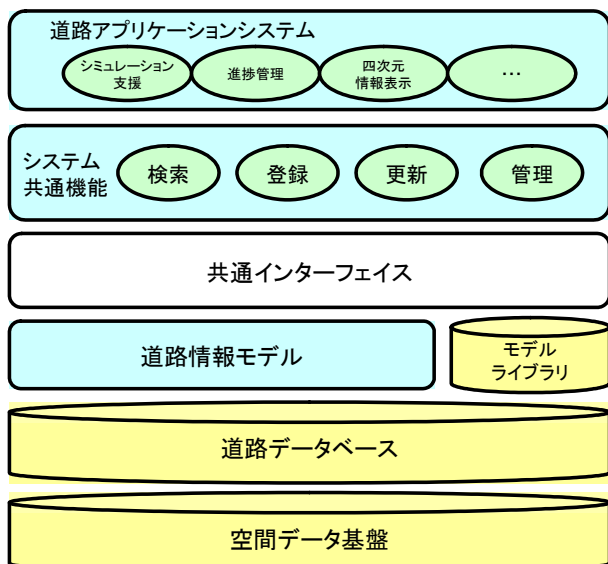 道路アプリケーションシステム
シミュレーション
支援
進捗管理
四次元
情報表示
…
システム
共通機能
検索
登録
更新
管理
共通インターフェイス
道路情報モデル
モデル
ライブラリ
道路データベース
空間データ基盤